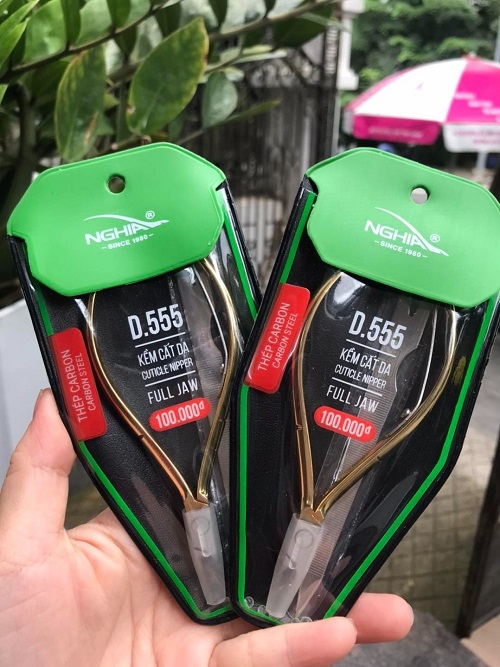 NGHIA®
– SINCE 1980 –
D.555
KỀM CẮT DA
CUTICLE NIPPER
FULL JAW
100.000đ
THÉP CARBON
CARBON STEEL
NGHIA®
– SINCE 1980 –
D.555
KỀM CẮT DA
CUTICLE NIPPER
FULL JAW
100.000đ
THÉP CARBON
CARBON STEEL